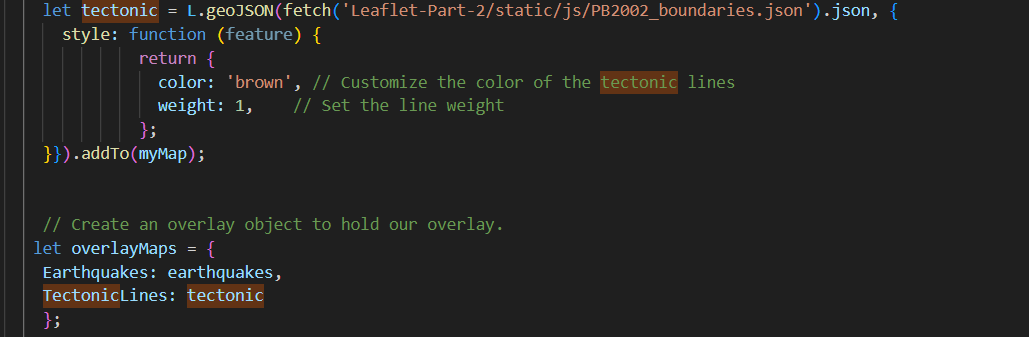 let tectonic = L.geoJSON(fetch('Leaflet-Part-2/static/js/PB2002_boundaries.json').json, {
style: function (feature) {
return {
color: 'brown', // Customize the color of the tectonic lines
weight: 1, // Set the line weight
};
}}).addTo(myMap);
// Create an overlay object to hold our overlay.
let overlayMaps = {
Earthquakes: earthquakes,
TectonicLines: tectonic
};